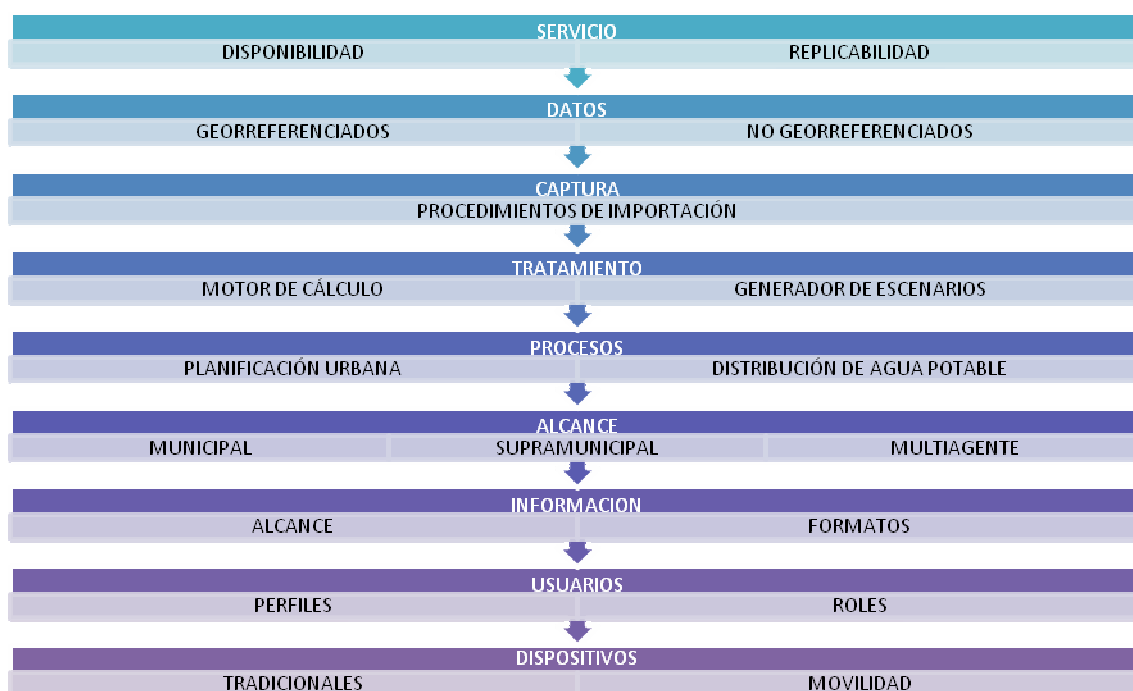 SERVICIO
DISPONIBILIDAD REPLICABILIDAD
DATOS
GEORREFERENCIADOS NO GEORREFERENCIADOS
CAPTURA
PROCEDIMIENTOS DE IMPORTACIÓN
TRATAMIENTO
MOTOR DE CÁLCULO GENERADOR DE ESCENARIOS
PROCESOS
PLANIFICACIÓN URBANA DISTRIBUCIÓN DE AGUA POTABLE
ALCANCE
MUNICIPAL SUPRAMUNICIPAL MULTIAGENTE
INFORMACION
ALCANCE FORMATOS
USUARIOS
PERFILES ROLES
DISPOSITIVOS
TRADICIONALES MOVILIDAD